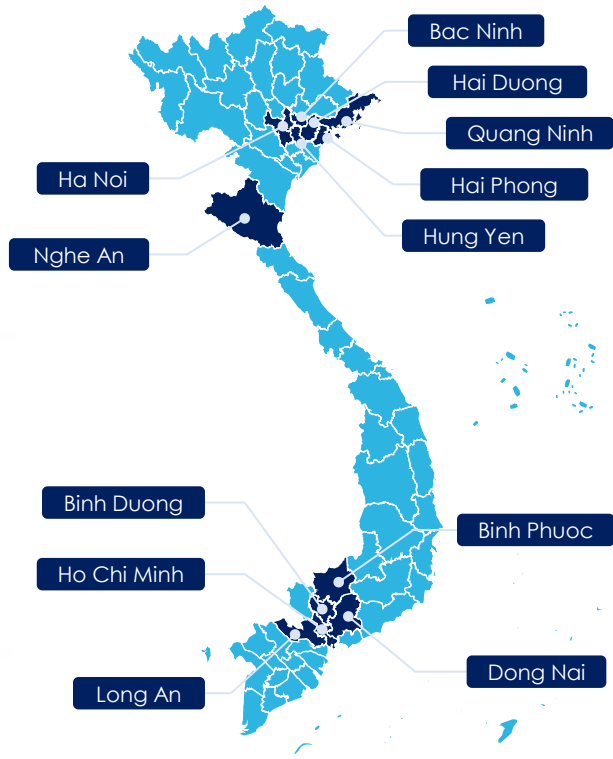 Bac Ninh
Hai Duong
Quang Ninh
Ha Noi
Hai Phong
Hung Yen
Nghe An
Binh Duong
Binh Phuoc
Ho Chi Minh
Dong Nai
Long An